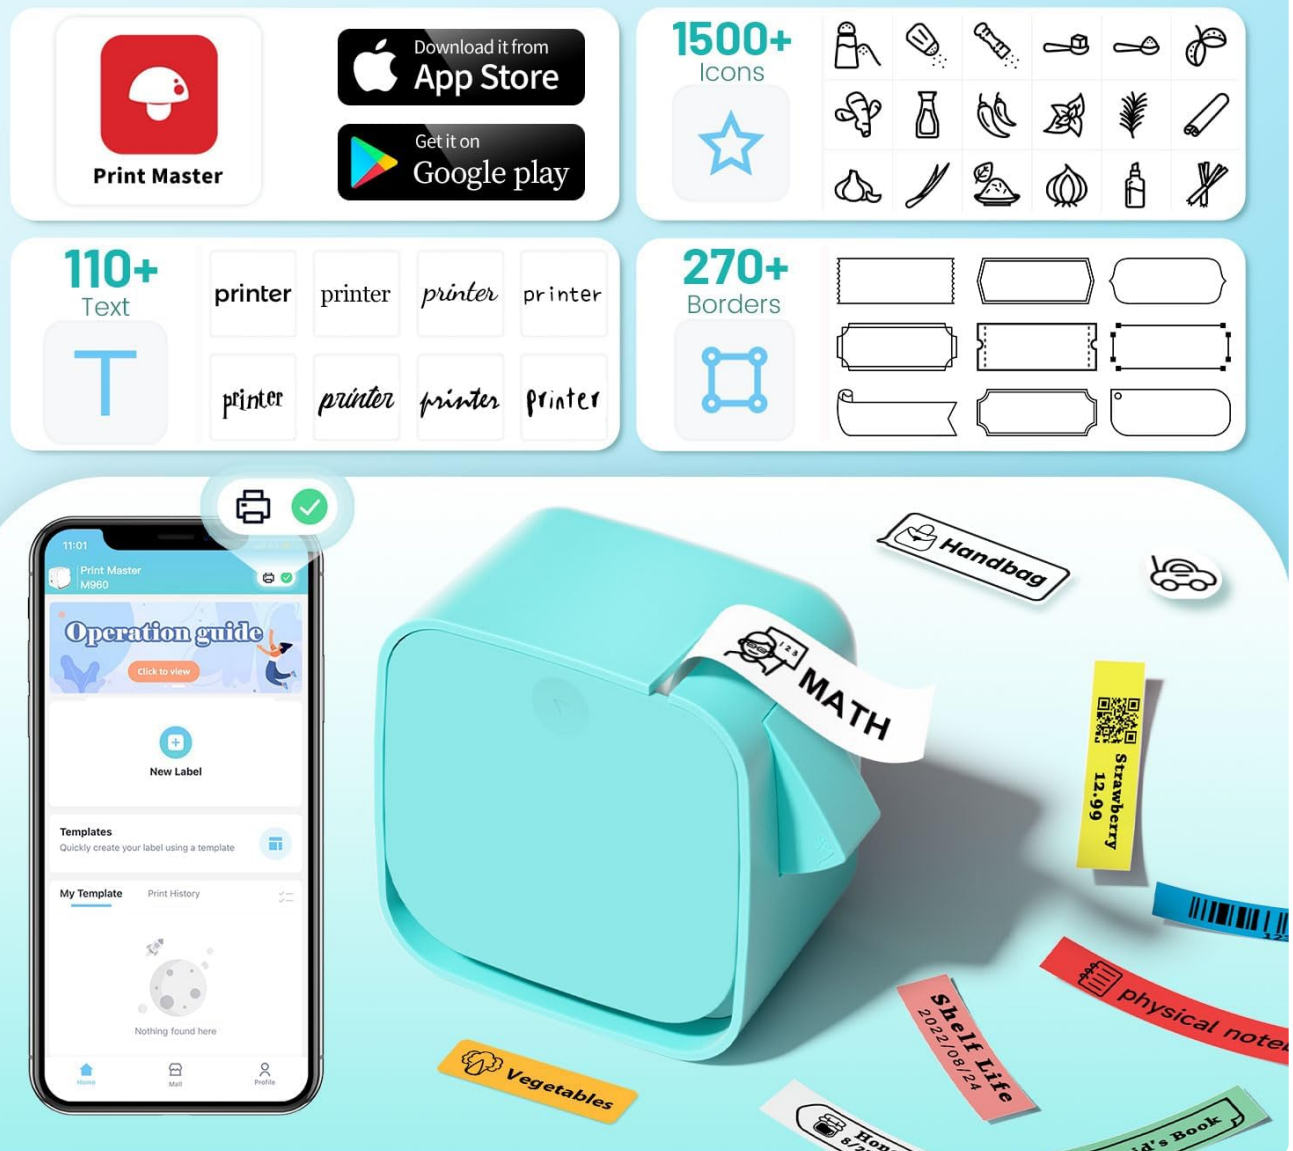 Print Master
Download it from
App Store
Get it on
Google play
1500+
Icons
110+
Text
T
printer
printer
printer
printer
printer
printer
printer
printer
270+
Borders
11:01
Print Master
M960
Operation guide
Click to view
New Label
Templates
Quickly create your label using a template
My Template
Print History
Nothing found here
Home
Mall
Profile
123
MATH
Handbag
Strawberry
12.99
physical note
Shelf Life
2022/08/24
Vegetables
Book